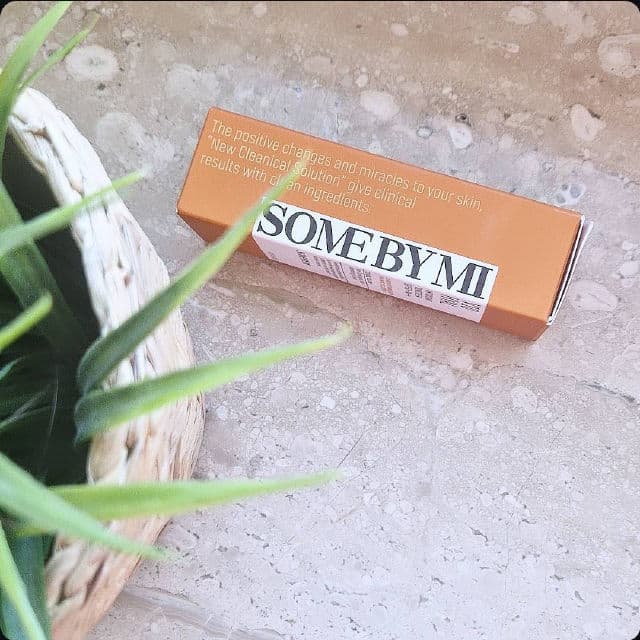 The positive changes and miracles to your skin,
"New Cleanical Solution" give clinical
results with clean ingredients.
SOME BY MI